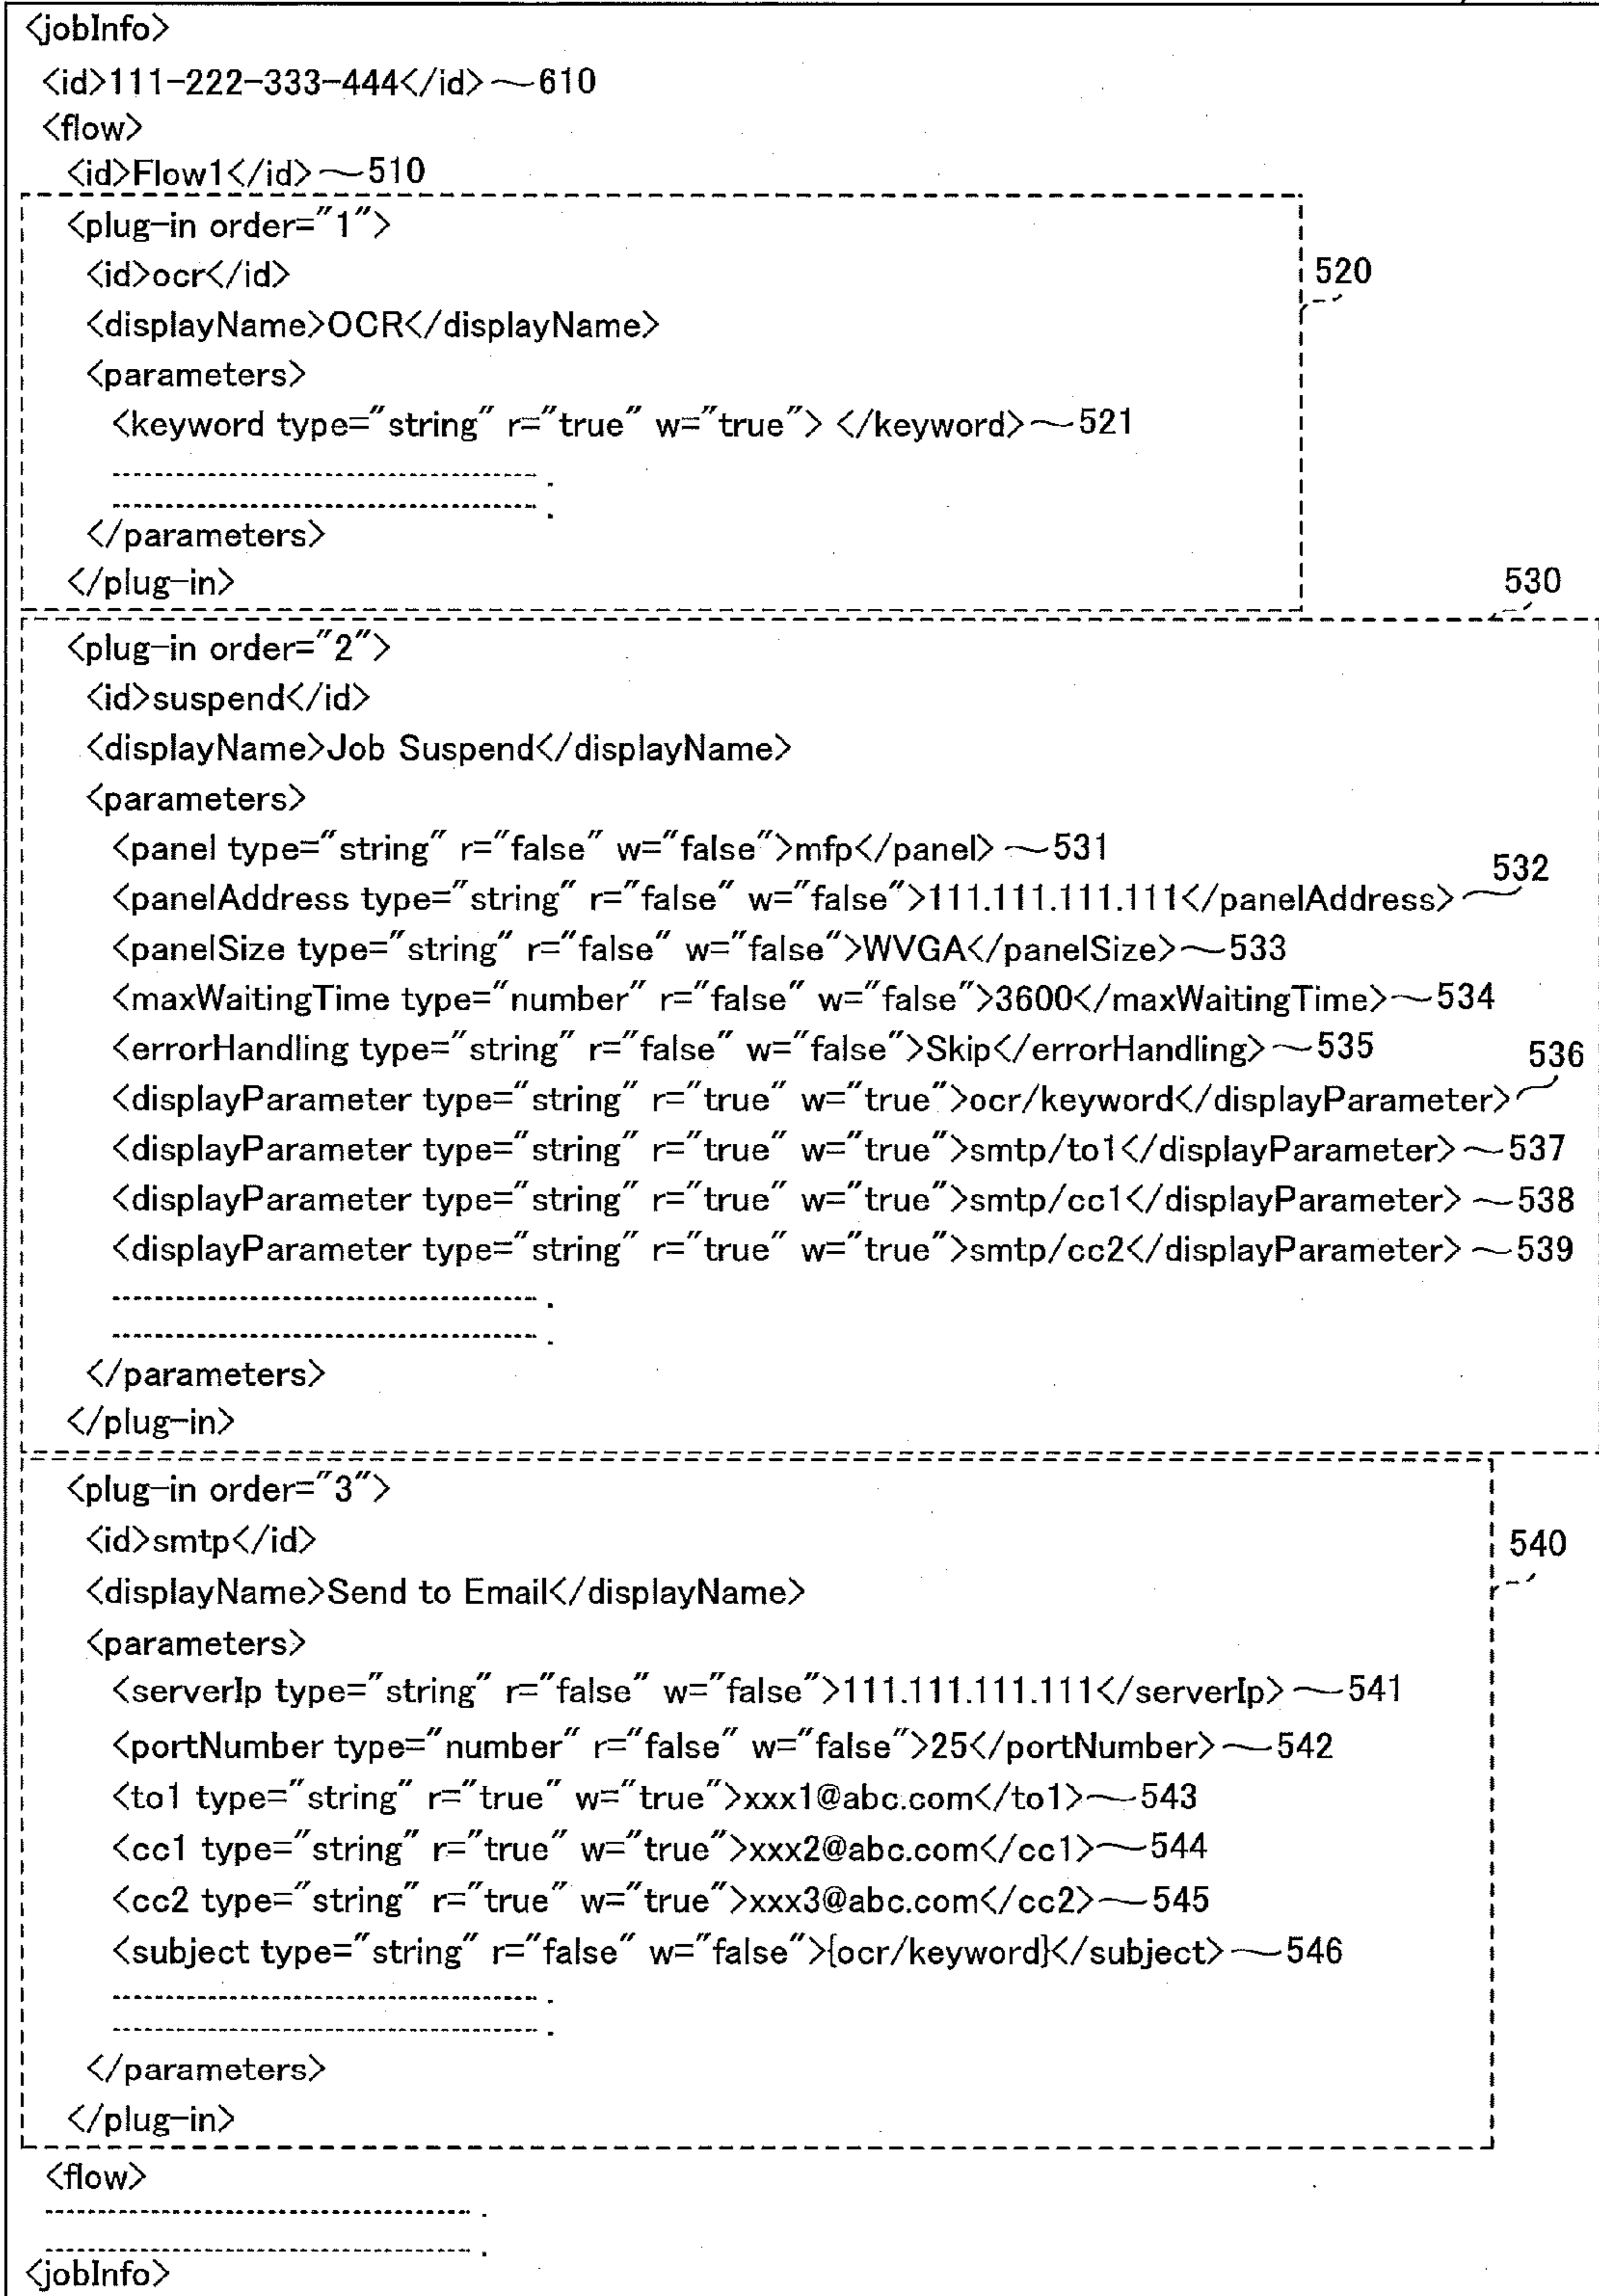 <jobInfo>
<id>111-222-333-444</id>~610
<flow>
<id>Flow1</id>~510
<plug-in order="1">
<id>ocr</id>
520
<displayName>OCR</displayName>
<parameters>
<keyword type="string" r="true" w="true"> </keyword>~521
</parameters>
</plug-in>
530
<plug-in order="2">
<id>suspend</id>
<displayName>Job Suspend</displayName>
<parameters>
<panel type="string" r="false" w="false">mfp</panel>~531
<panelAddress type="string" r="false" w="false">111.111.111.111</panelAddress>~532
<panelSize type="string" r="false" w="false">WVGA</panelSize>~533
<maxWaitingTime type="number" r="false" w="false">3600</maxWaitingTime>~534
<errorHandling type="string" r="false" w="false">Skip</errorHandling>~535
<displayParameter type="string" r="true" w="true">ocr/keyword</displayParameter>~536
<displayParameter type="string" r="true" w="true">smtp/to1</displayParameter>~537
<displayParameter type="string" r="true" w="true">smtp/cc1</displayParameter>~538
<displayParameter type="string" r="true" w="true">smtp/cc2</displayParameter>~539
</parameters>
</plug-in>
<plug-in order="3">
<id>smtp</id>
540
<displayName>Send to Email</displayName>
<parameters>
<serverIp type="string" r="false" w="false">111.111.111.111</serverIp>~541
<portNumber type="number" r="false" w="false">25</portNumber>~542
<to1 type="string" r="true" w="true">xxx1@abc.com</to1>~543
<cc1 type="string" r="true" w="true">xxx2@abc.com</cc1>~544
<cc2 type="string" r="true" w="true">xxx3@abc.com</cc2>~545
<subject type="string" r="false" w="false">{ocr/keyword}</subject>~546
</parameters>
</plug-in>
<flow>
<jobInfo>